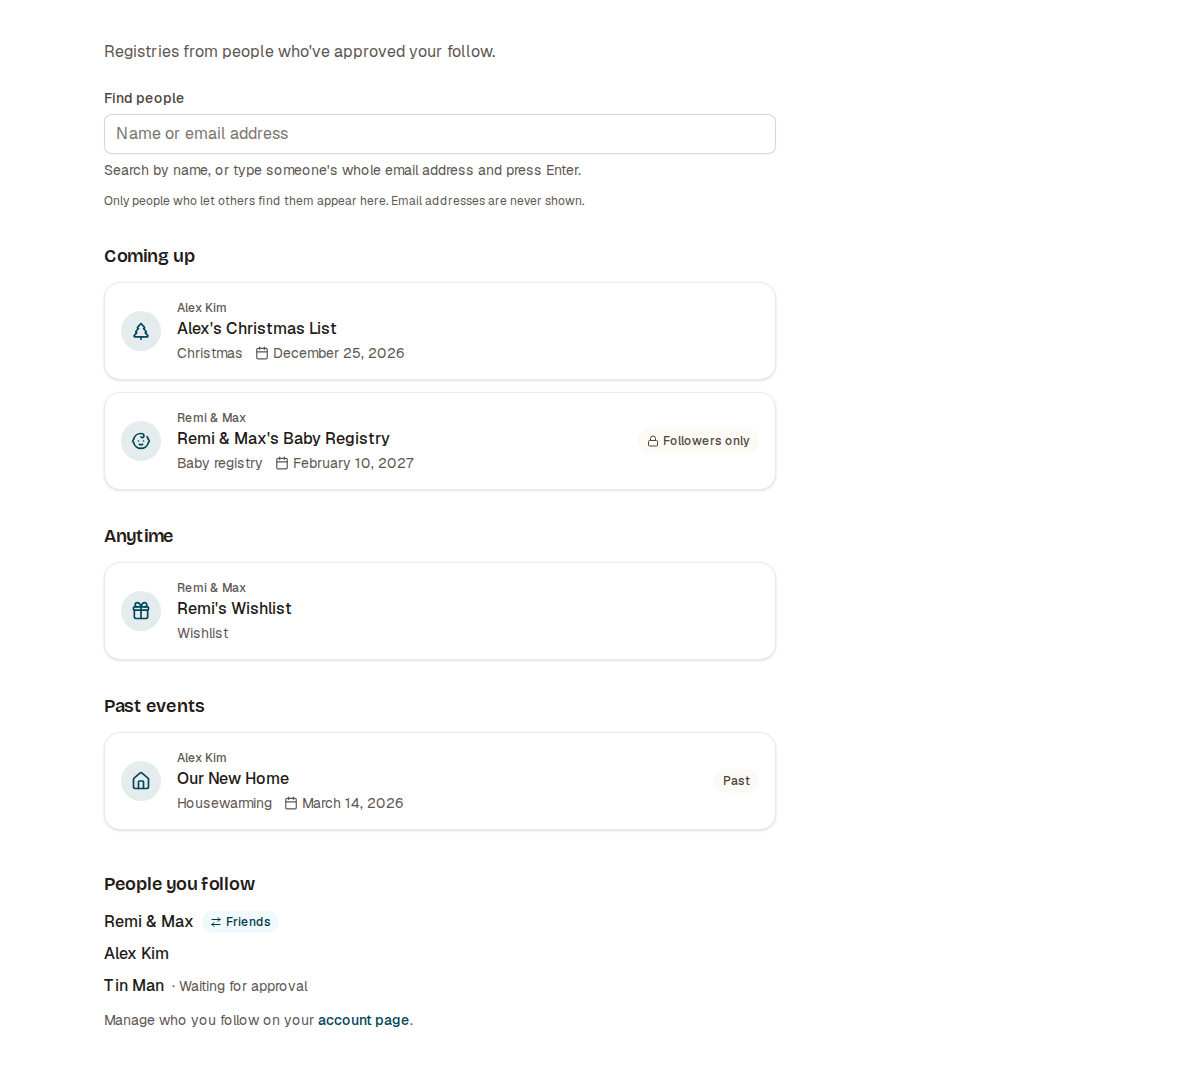 Registries from people who've approved your follow.
Find people
Name or email address
Search by name, or type someone's whole email address and press Enter.
Only people who let others find them appear here. Email addresses are never shown.
Coming up
Alex Kim
Alex's Christmas List
Christmas December 25, 2026
Remi & Max
Remi & Max's Baby Registry
Followers only
Baby registry February 10, 2027
Anytime
Remi & Max
Remi's Wishlist
Wishlist
Past events
Alex Kim
Our New Home
Past
Housewarming March 14, 2026
People you follow
Remi & Max Friends
Alex Kim
Tin Man · Waiting for approval
Manage who you follow on your account page.